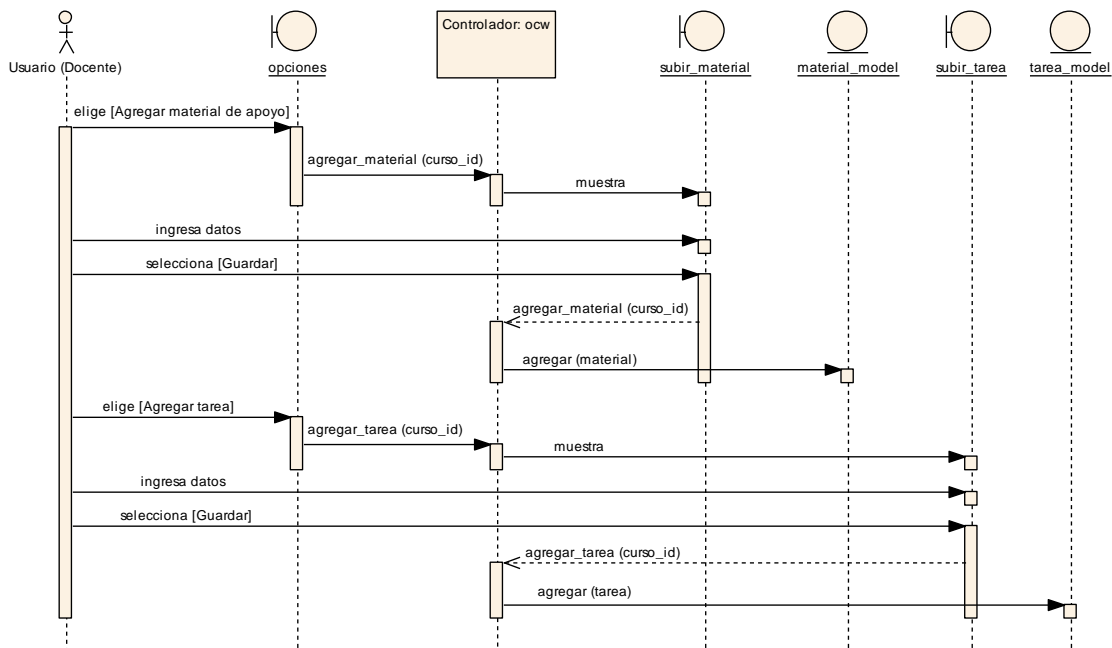 Controlador: ocw
Usuario (Docente)
opciones
subir_material
material_model
subir_tarea
tarea_model
elige [Agregar material de apoyo]
agregar_material (curso_id)
muestra
ingresa datos
selecciona [Guardar]
agregar_material (curso_id)
agregar (material)
elige [Agregar tarea]
agregar_tarea (curso_id)
muestra
ingresa datos
selecciona [Guardar]
agregar_tarea (curso_id)
agregar (tarea)